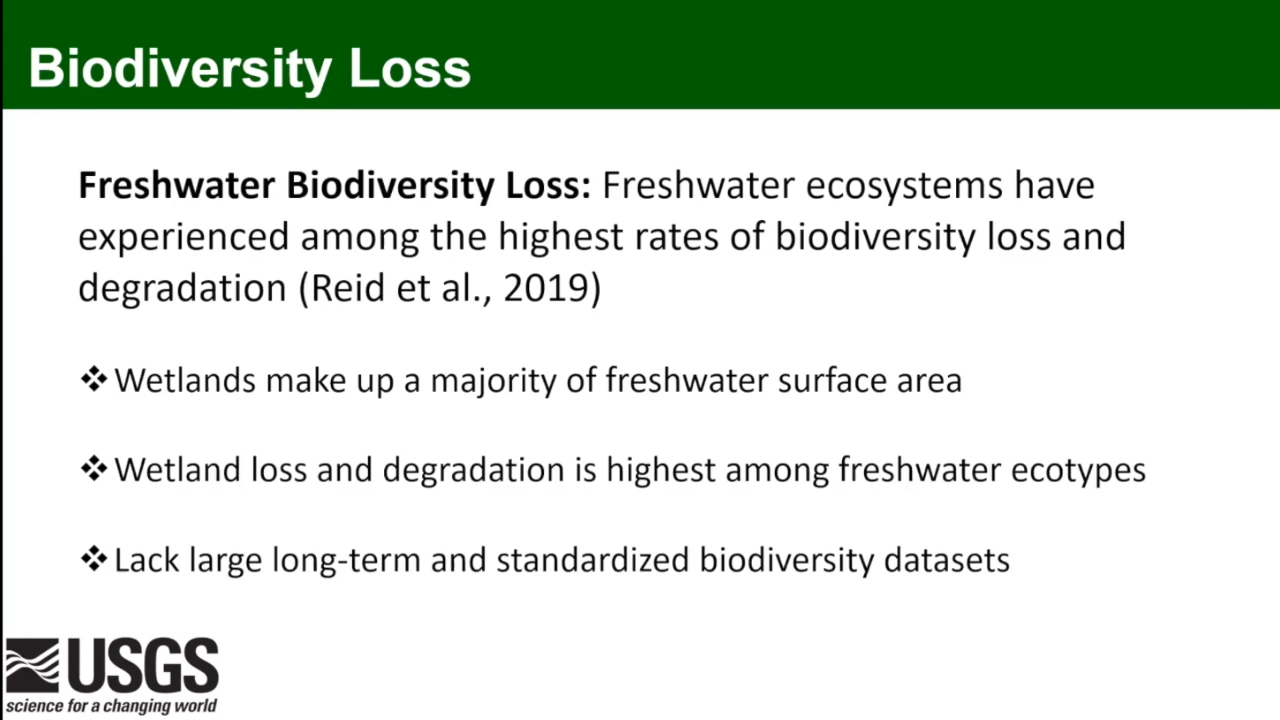 Biodiversity Loss
Freshwater Biodiversity Loss: Freshwater ecosystems have
experienced among the highest rates of biodiversity loss and
degradation (Reid et al., 2019)
❖Wetlands make up a majority of freshwater surface area
❖Wetland loss and degradation is highest among freshwater ecotypes
❖Lack large long-term and standardized biodiversity datasets
USGS
science for a changing world